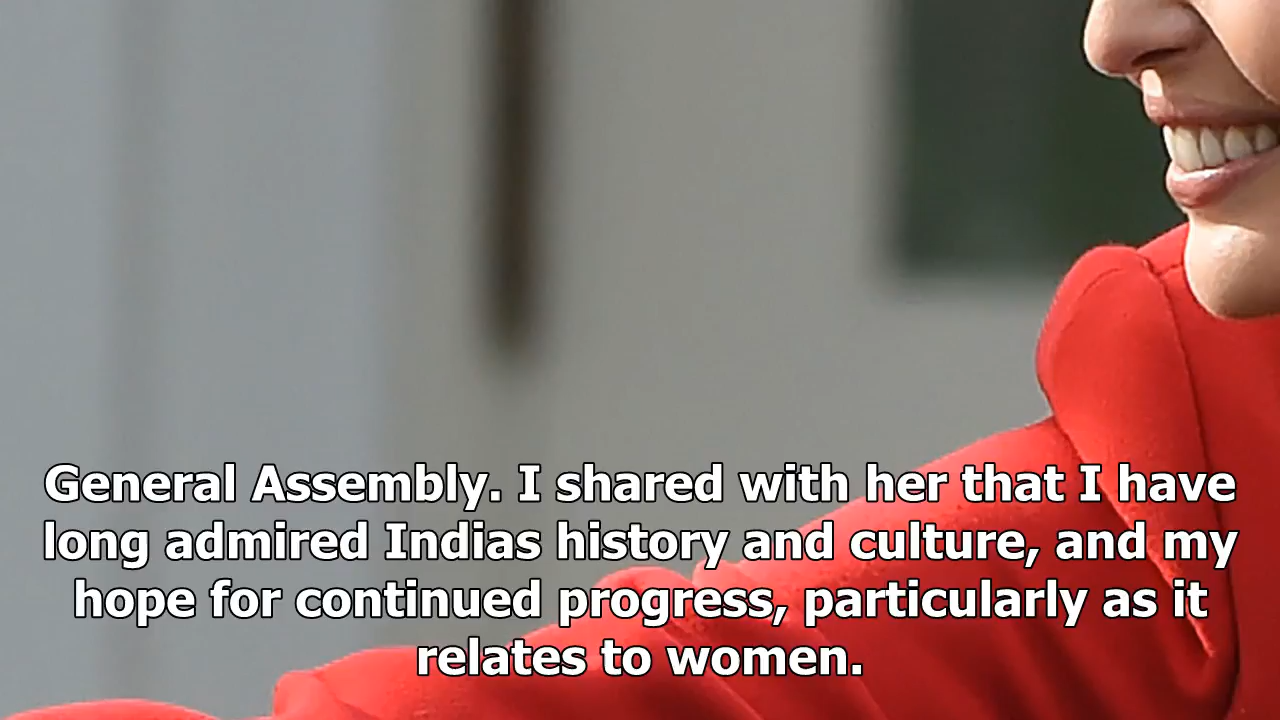 General Assembly. I shared with her that I have
long admired Indias history and culture, and my
hope for continued progress, particularly as it
relates to women.